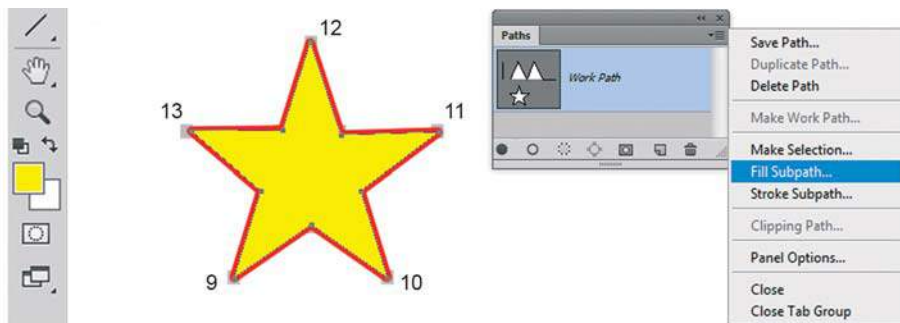 12
13
11
9
10
Paths
Work Path
Save Path...
Duplicate Path...
Delete Path
Make Work Path...
Make Selection...
Fill Subpath...
Stroke Subpath...
Clipping Path...
Panel Options...
Close
Close Tab Group